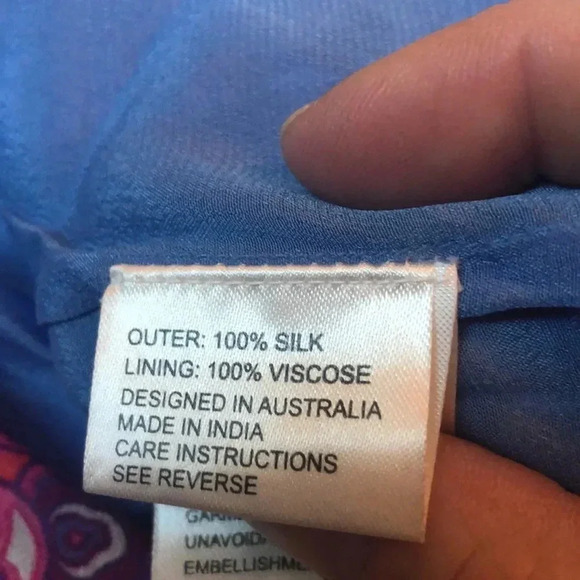 OUTER: 100% SILK
LINING: 100% VISCOSE
DESIGNED IN AUSTRALIA
MADE IN INDIA
CARE INSTRUCTIONS
SEE REVERSE